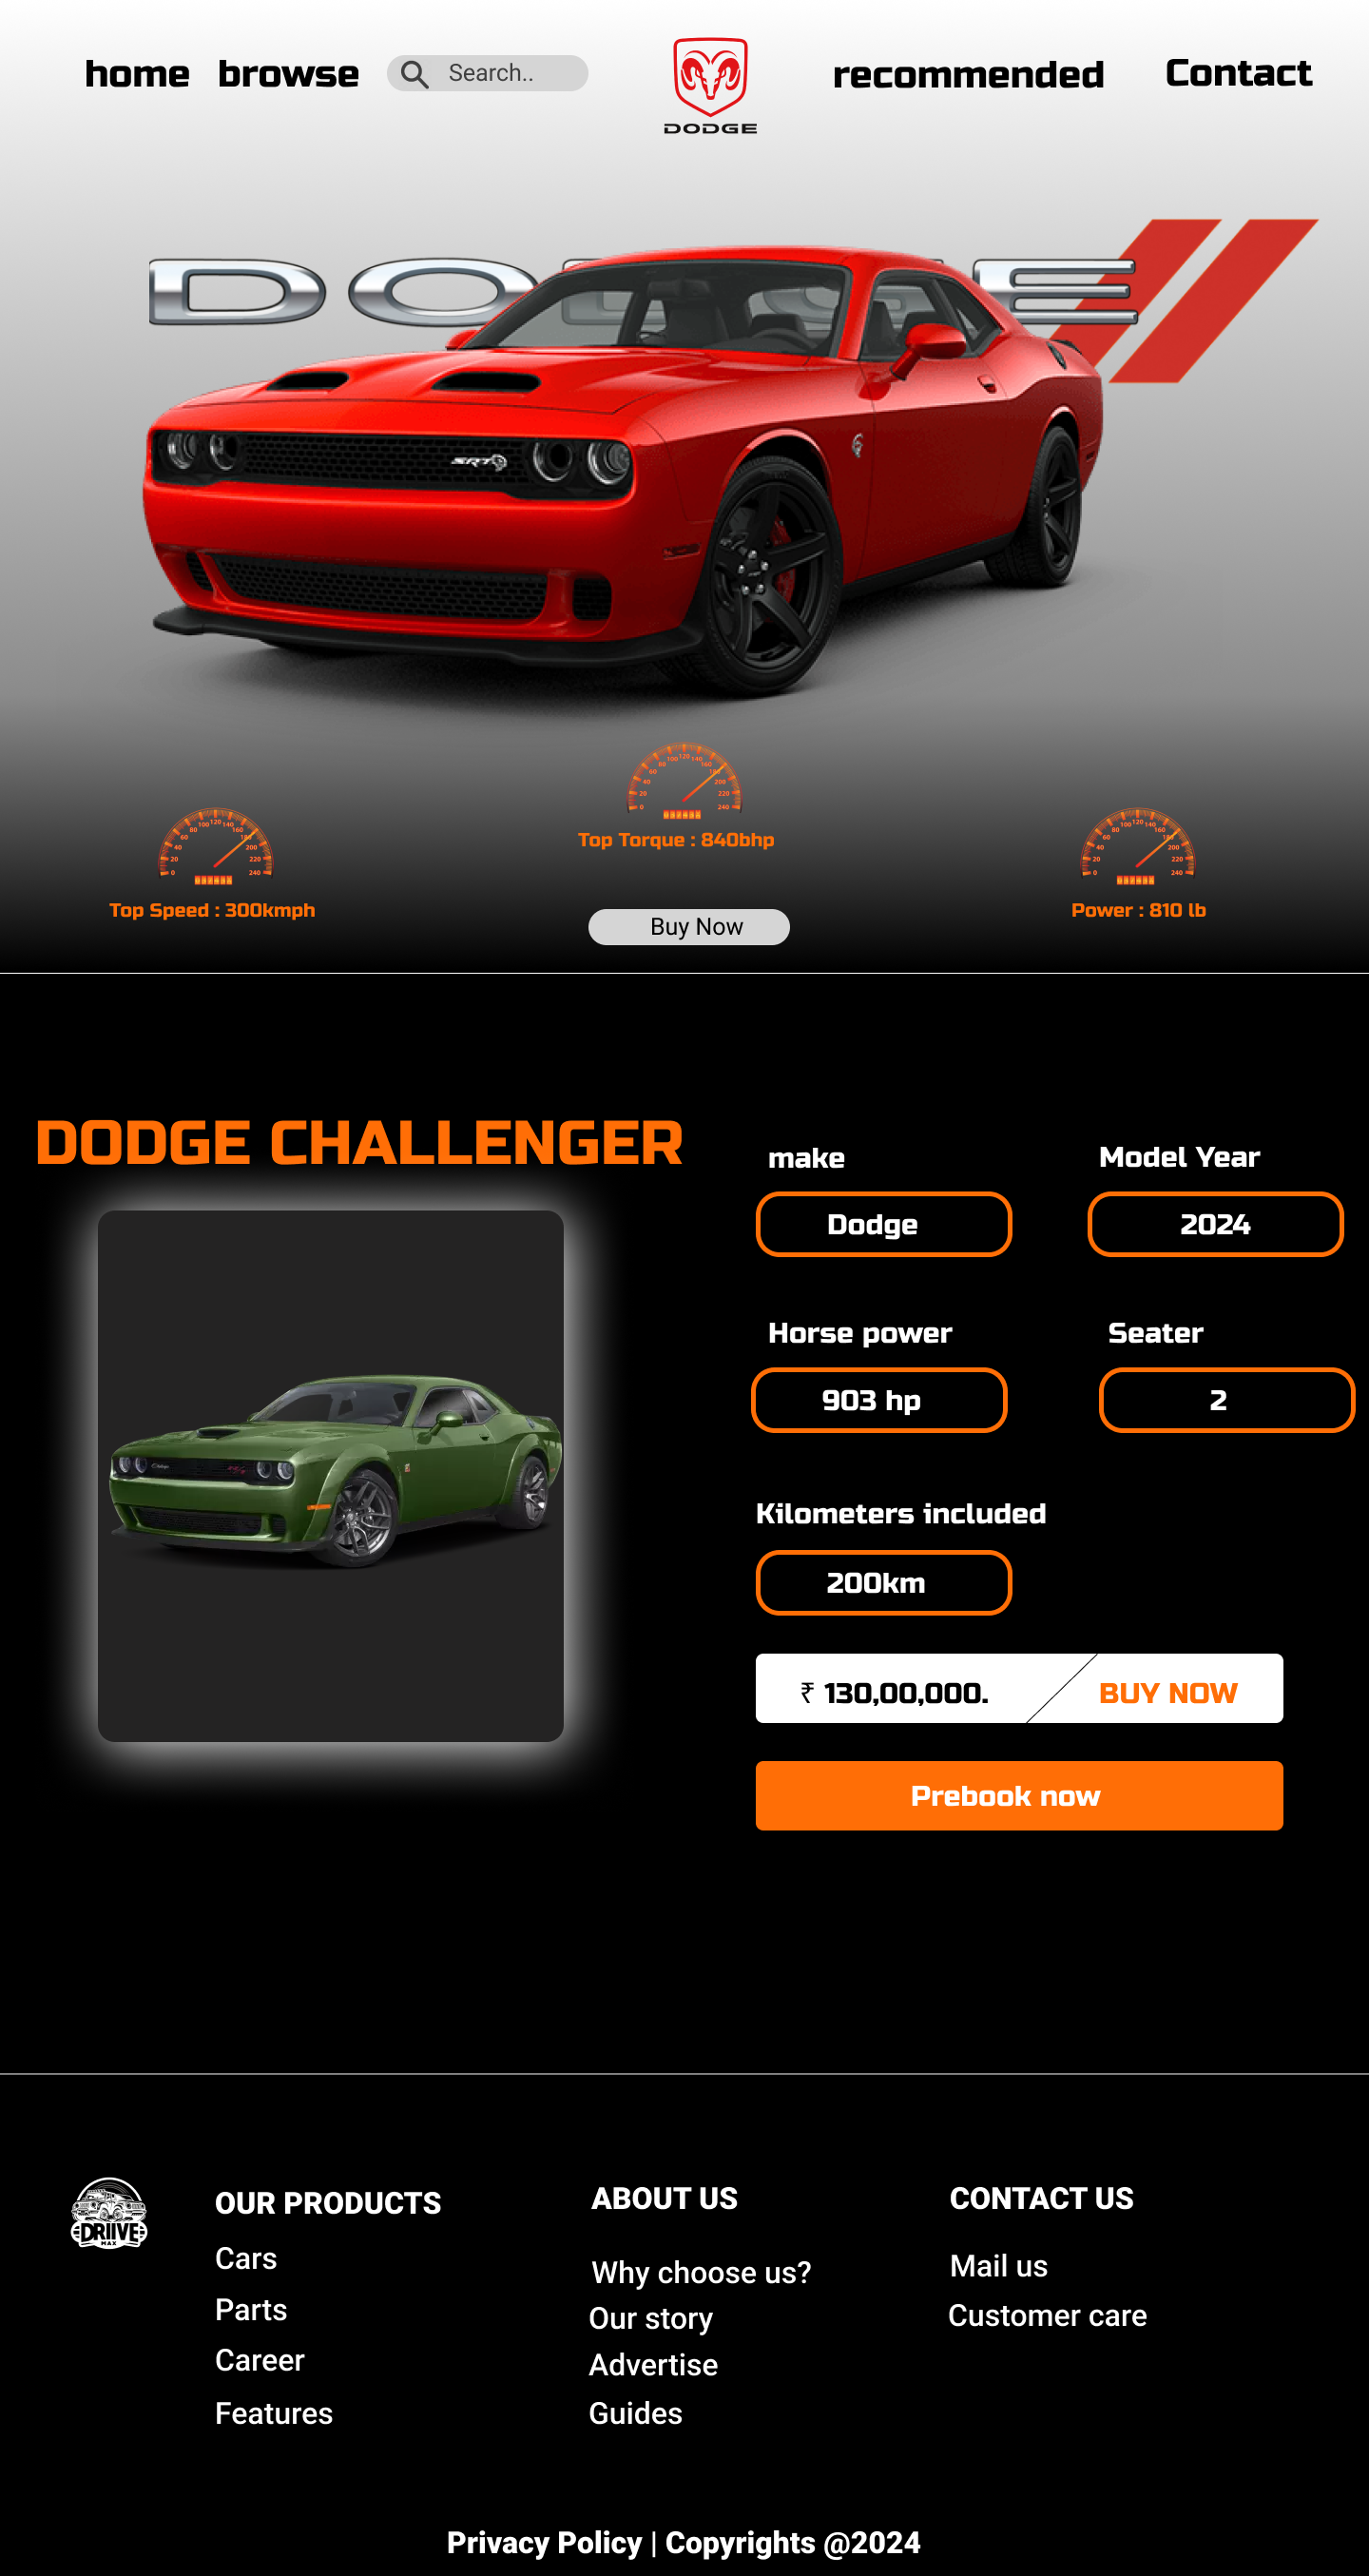 home browse Search.. recommended Contact
DODGE
DODGE
SRT
Top Torque : 840bhp
Top Speed : 300kmph
Power : 810 lb
Buy Now
DODGE CHALLENGER
make
Model Year
Dodge
2024
Horse power
Seater
903 hp
2
Kilometers included
200km
₹ 130,00,000.
BUY NOW
Prebook now
DRIIVE
MAX
OUR PRODUCTS
Cars
Parts
Career
Features
ABOUT US
Why choose us?
Our story
Advertise
Guides
CONTACT US
Mail us
Customer care
Privacy Policy | Copyrights @2024